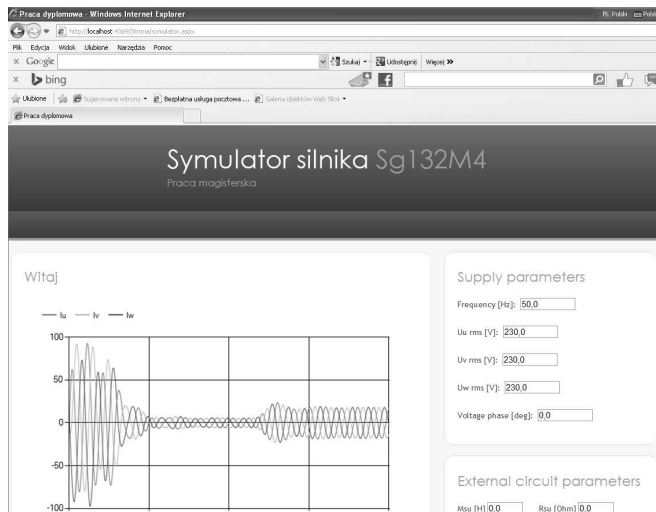 Praca dyplomowa - Windows Internet Explorer
PL Polski Polski
http://localhost:4769/Strona/symulator.aspx
Plik Edycja Widok Ulubione Narzędzia Pomoc
x Google Szukaj Udostępnij Więcej »
x bing
Ulubione Sugerowane witryny Bezpłatna usługa pocztowa ... Galeria obiektów Web Slice
Praca dyplomowa
Symulator silnika Sg132M4
Praca magisterska
Witaj
Iu Iv Iw
100
50
0
-50
-100
Supply parameters
Frequency [Hz]: 50,0
Uu rms [V]: 230,0
Uv rms [V]: 230,0
Uw rms [V]: 230,0
Voltage phase [deg]: 0,0
External circuit parameters
Msu [H] 0,0 Rsu [Ohm] 0,0